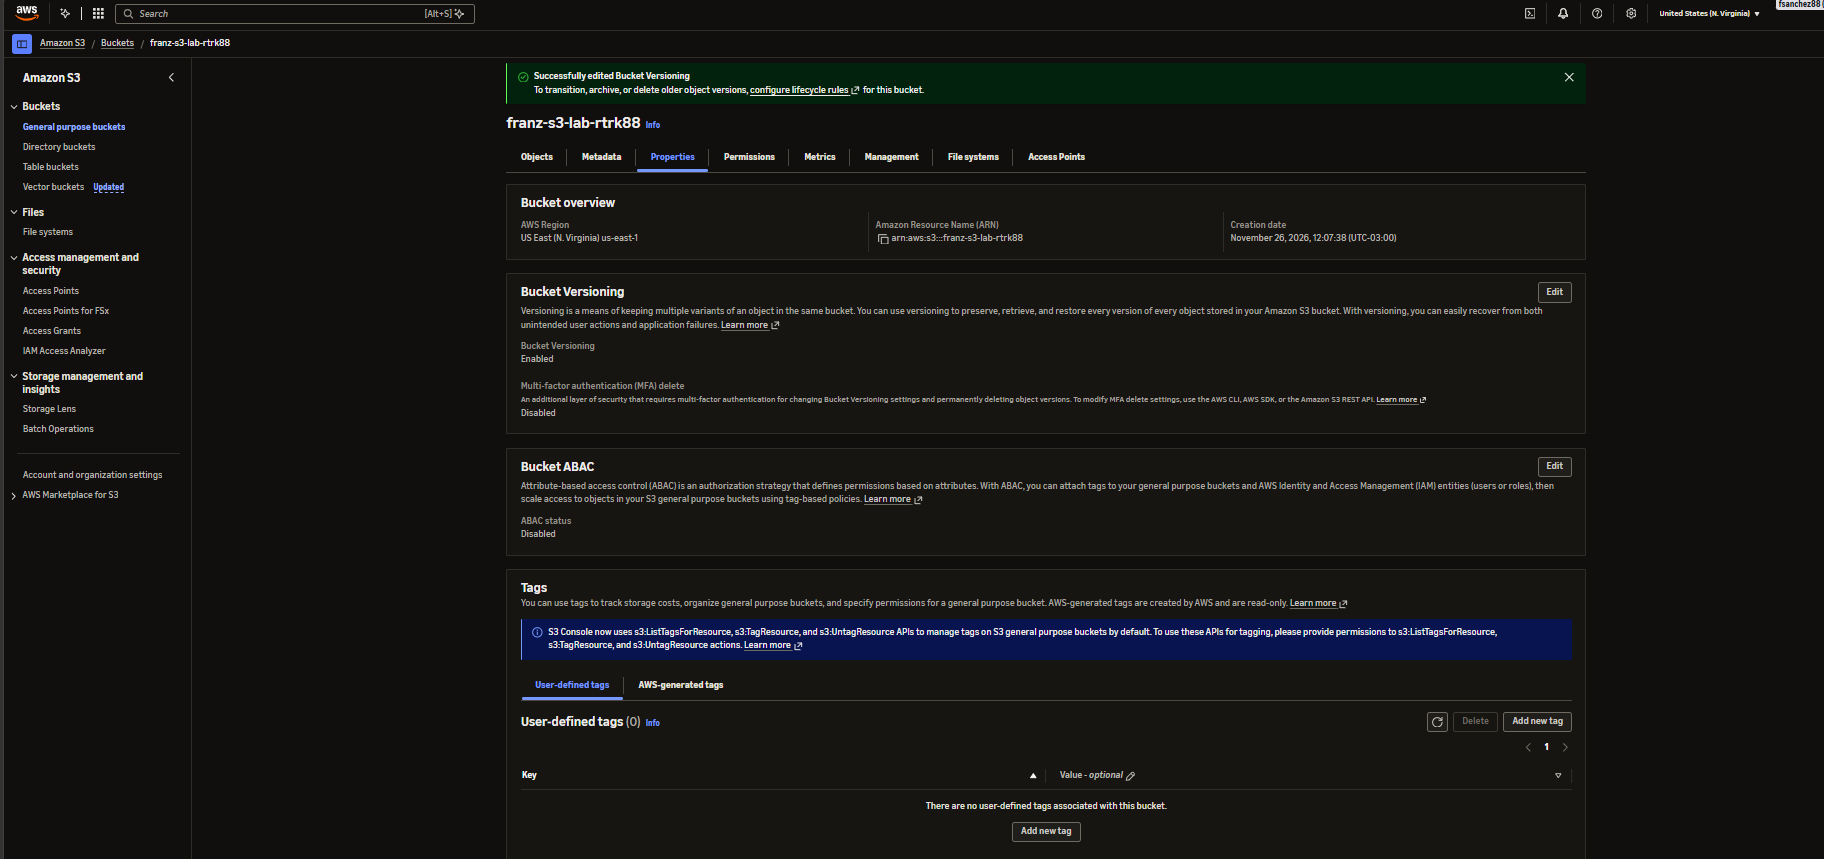 aws
Search
[Alt+S]
United States (N. Virginia)
fsanchez88
Amazon S3 / Buckets / franz-s3-lab-rtrk88
Amazon S3
Buckets
General purpose buckets
Directory buckets
Table buckets
Vector buckets Updated
Files
File systems
Access management and
security
Access Points
Access Points for FSx
Access Grants
IAM Access Analyzer
Storage management and
insights
Storage Lens
Batch Operations
Account and organization settings
AWS Marketplace for S3
Successfully edited Bucket Versioning
To transition, archive, or delete older object versions, configure lifecycle rules for this bucket.
franz-s3-lab-rtrk88 Info
Objects Metadata Properties Permissions Metrics Management File systems Access Points
Bucket overview
AWS Region
US East (N. Virginia) us-east-1
Amazon Resource Name (ARN)
arn:aws:s3:::franz-s3-lab-rtrk88
Creation date
November 26, 2026, 12:07:38 (UTC-03:00)
Bucket Versioning
Edit
Versioning is a means of keeping multiple variants of an object in the same bucket. You can use versioning to preserve, retrieve, and restore every version of every object stored in your Amazon S3 bucket. With versioning, you can easily recover from both
unintended user actions and application failures. Learn more
Bucket Versioning
Enabled
Multi-factor authentication (MFA) delete
An additional layer of security that requires multi-factor authentication for changing Bucket Versioning settings and permanently deleting object versions. To modify MFA delete settings, use the AWS CLI, AWS SDK, or the Amazon S3 REST API. Learn more
Disabled
Bucket ABAC
Edit
Attribute-based access control (ABAC) is an authorization strategy that defines permissions based on attributes. With ABAC, you can attach tags to your general purpose buckets and AWS Identity and Access Management (IAM) entities (users or roles), then
scale access to objects in your S3 general purpose buckets using tag-based policies. Learn more
ABAC status
Disabled
Tags
You can use tags to track storage costs, organize general purpose buckets, and specify permissions for a general purpose bucket. AWS-generated tags are created by AWS and are read-only. Learn more
S3 Console now uses s3:ListTagsForResource, s3:TagResource, and s3:UntagResource APIs to manage tags on S3 general purpose buckets by default. To use these APIs for tagging, please provide permissions to s3:ListTagsForResource,
s3:TagResource, and s3:UntagResource actions. Learn more
User-defined tags AWS-generated tags
User-defined tags (0) Info
Delete Add new tag
1
Key Value - optional
There are no user-defined tags associated with this bucket.
Add new tag